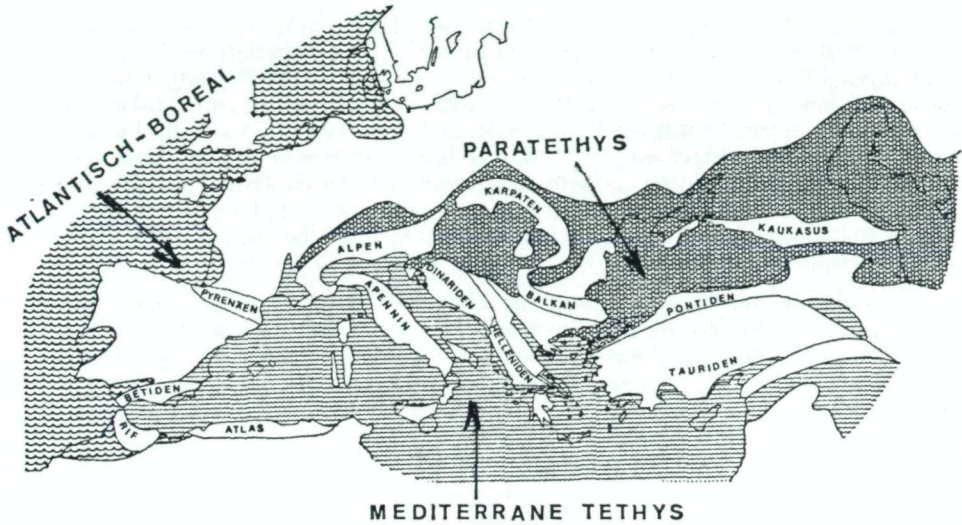 ATLANTISCH-BOREAL
PARATETHYS
KARPATEN
KAUKASUS
ALPEN
DINARIDEN
BALKAN
PONTIDEN
PYRENÄEN
APENNIN
HELLENIDEN
TAURIDEN
BETIDEN
RIF
ATLAS
MEDITERRANE TETHYS